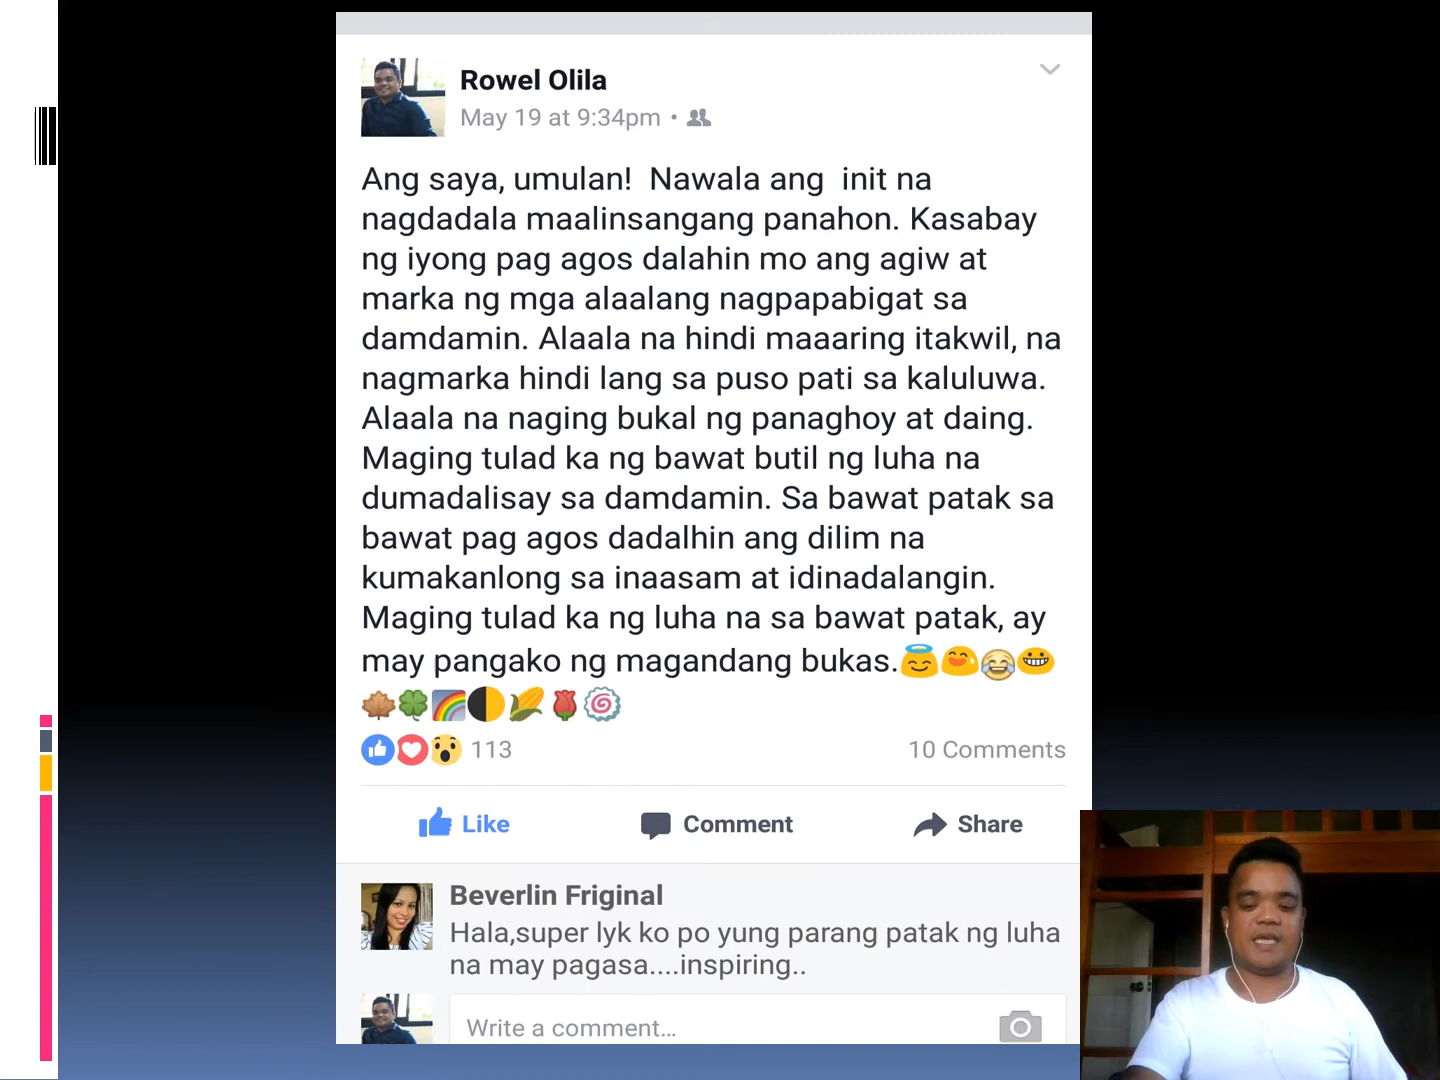 Rowel Olila
May 19 at 9:34pm •
Ang saya, umulan!  Nawala ang  init na
nagdadala maalinsangang panahon. Kasabay
ng iyong pag agos dalahin mo ang agiw at
marka ng mga alaalang nagpapabigat sa
damdamin. Alaala na hindi maaaring itakwil, na
nagmarka hindi lang sa puso pati sa kaluluwa.
Alaala na naging bukal ng panaghoy at daing.
Maging tulad ka ng bawat butil ng luha na
dumadalisay sa damdamin. Sa bawat patak sa
bawat pag agos dadalhin ang dilim na
kumakanlong sa inaasam at idinadalangin.
Maging tulad ka ng luha na sa bawat patak, ay
may pangako ng magandang bukas.😇😅😂😀
🍁🍀🌈🌓🌽🌹🍥
113 10 Comments
Like Comment Share
Beverlin Friginal
Hala,super lyk ko po yung parang patak ng luha
na may pagasa....inspiring..
Write a comment...